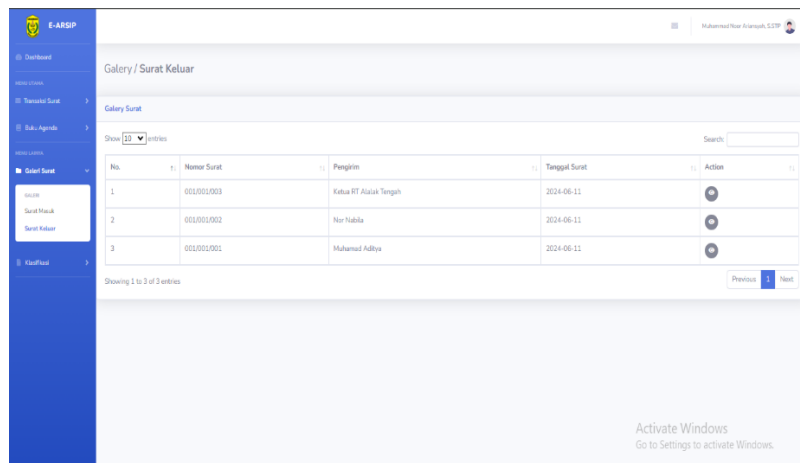 E-ARSIP
Dashboard
MENU UTAMA
Transaksi Surat
Buku Agenda
MENU LAINYA
Galeri Surat
GALERI
Surat Masuk
Surat Keluar
Klasifikasi
Muhammad Noor Ariansyah, S.STP
Galery / Surat Keluar
Galery Surat
Show 10 entries
Search:
No. Nomor Surat Pengirim Tanggal Surat Action
1 001/001/003 Ketua RT Alalak Tengah 2024-06-11
2 001/001/002 Nor Nabila 2024-06-11
3 001/001/001 Muhamad Aditya 2024-06-11
Showing 1 to 3 of 3 entries
Previous 1 Next
Activate Windows
Go to Settings to activate Windows.